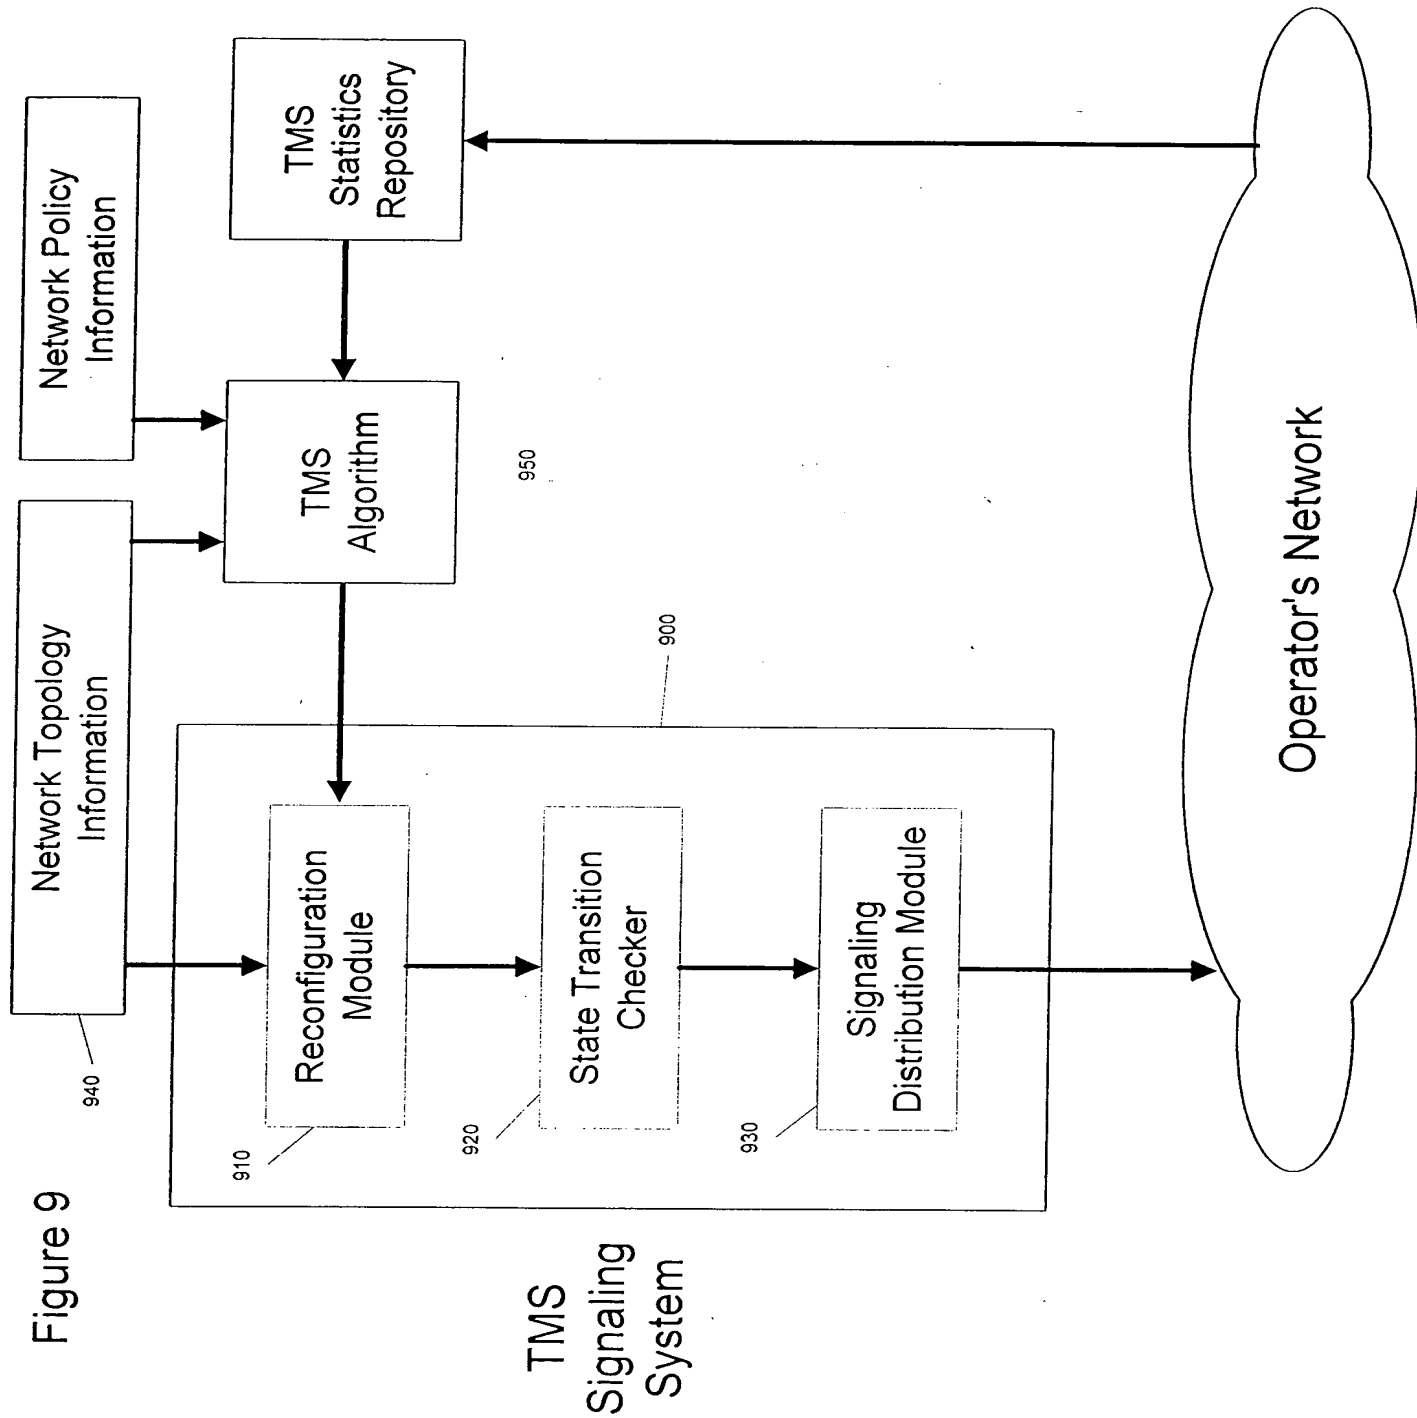 Figure 9
Network Topology
Information
Network Policy
Information
940
TMS
Statistics
Repository
TMS
Algorithm
950
900
TMS
Signaling
System
Reconfiguration
Module
910
State Transition
Checker
920
Signaling
Distribution Module
930
Operator's Network